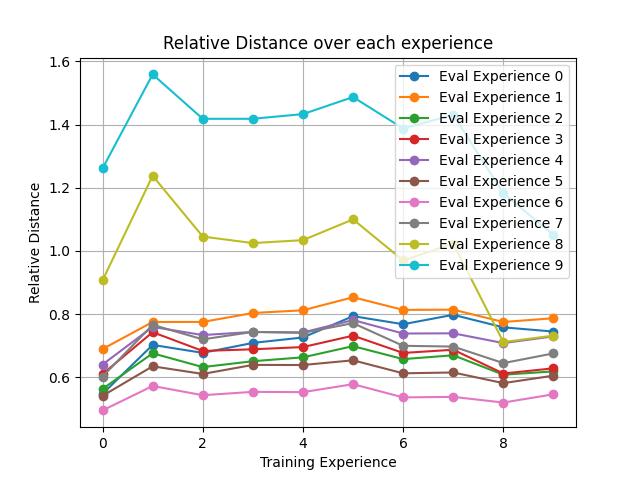 Relative Distance over each experience
1.6
1.4
1.2
1.0
0.8
0.6
Relative Distance
0 2 4 6 8
Training Experience
Eval Experience 0
Eval Experience 1
Eval Experience 2
Eval Experience 3
Eval Experience 4
Eval Experience 5
Eval Experience 6
Eval Experience 7
Eval Experience 8
Eval Experience 9